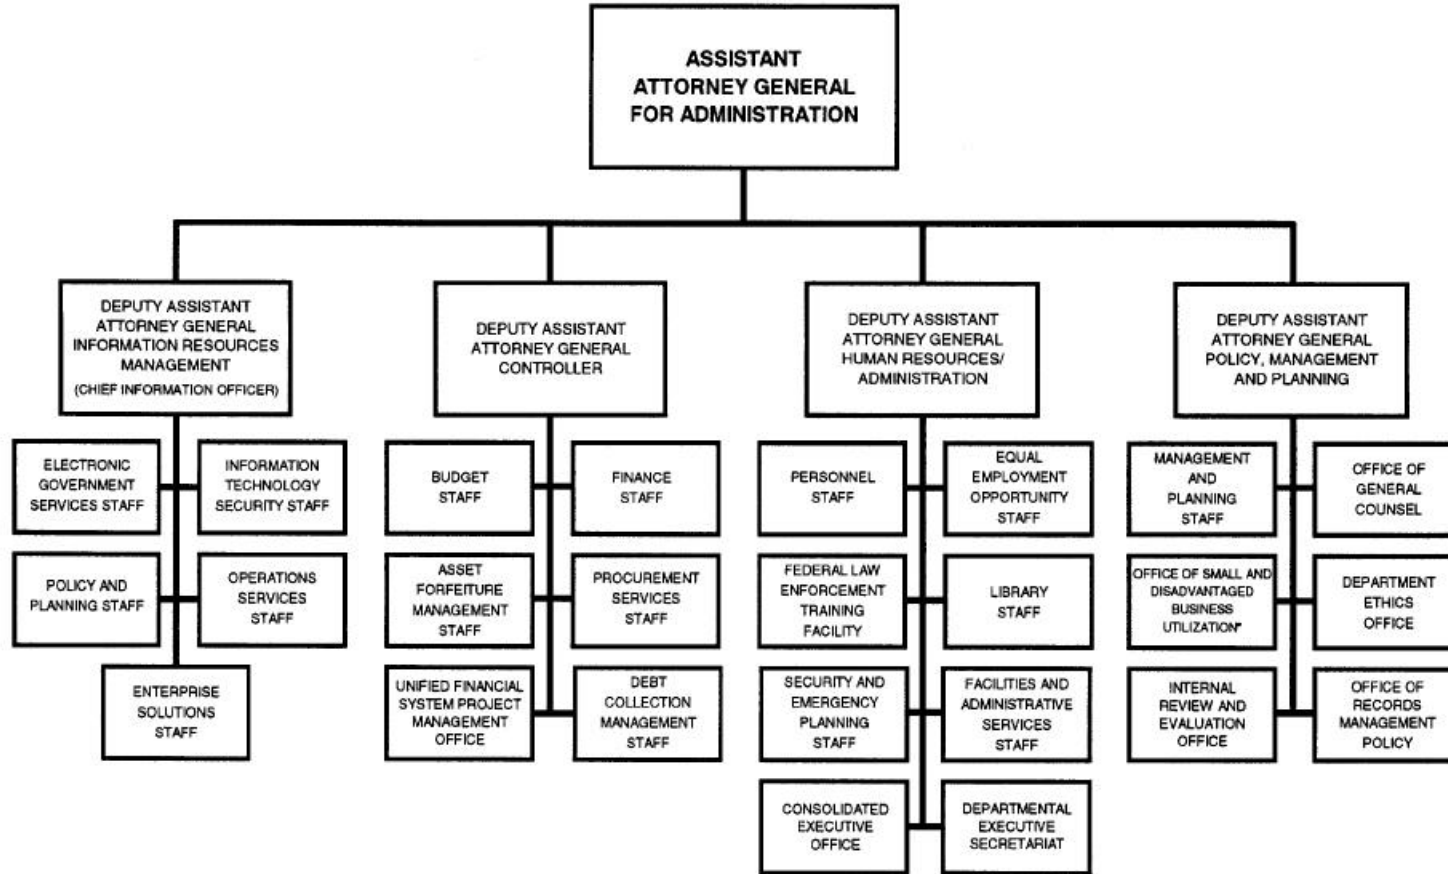 ASSISTANT
ATTORNEY GENERAL
FOR ADMINISTRATION
DEPUTY ASSISTANT
ATTORNEY GENERAL
INFORMATION RESOURCES
MANAGEMENT
(CHIEF INFORMATION OFFICER)
DEPUTY ASSISTANT
ATTORNEY GENERAL
CONTROLLER
DEPUTY ASSISTANT
ATTORNEY GENERAL
HUMAN RESOURCES/
ADMINISTRATION
DEPUTY ASSISTANT
ATTORNEY GENERAL
POLICY, MANAGEMENT
AND PLANNING
ELECTRONIC
GOVERNMENT
SERVICES STAFF
INFORMATION
TECHNOLOGY
SECURITY STAFF
POLICY AND
PLANNING STAFF
OPERATIONS
SERVICES
STAFF
ENTERPRISE
SOLUTIONS
STAFF
BUDGET
STAFF
FINANCE
STAFF
ASSET
FORFEITURE
MANAGEMENT
STAFF
PROCUREMENT
SERVICES
STAFF
UNIFIED FINANCIAL
SYSTEM PROJECT
MANAGEMENT
OFFICE
DEBT
COLLECTION
MANAGEMENT
STAFF
PERSONNEL
STAFF
EQUAL
EMPLOYMENT
OPPORTUNITY
STAFF
FEDERAL LAW
ENFORCEMENT
TRAINING
FACILITY
LIBRARY
STAFF
SECURITY AND
EMERGENCY
PLANNING
STAFF
FACILITIES AND
ADMINISTRATIVE
SERVICES
STAFF
CONSOLIDATED
EXECUTIVE
OFFICE
DEPARTMENTAL
EXECUTIVE
SECRETARIAT
MANAGEMENT
AND
PLANNING
STAFF
OFFICE OF
GENERAL
COUNSEL
OFFICE OF SMALL AND
DISADVANTAGED
BUSINESS
UTILIZATION*
DEPARTMENT
ETHICS
OFFICE
INTERNAL
REVIEW AND
EVALUATION
OFFICE
OFFICE OF
RECORDS
MANAGEMENT
POLICY